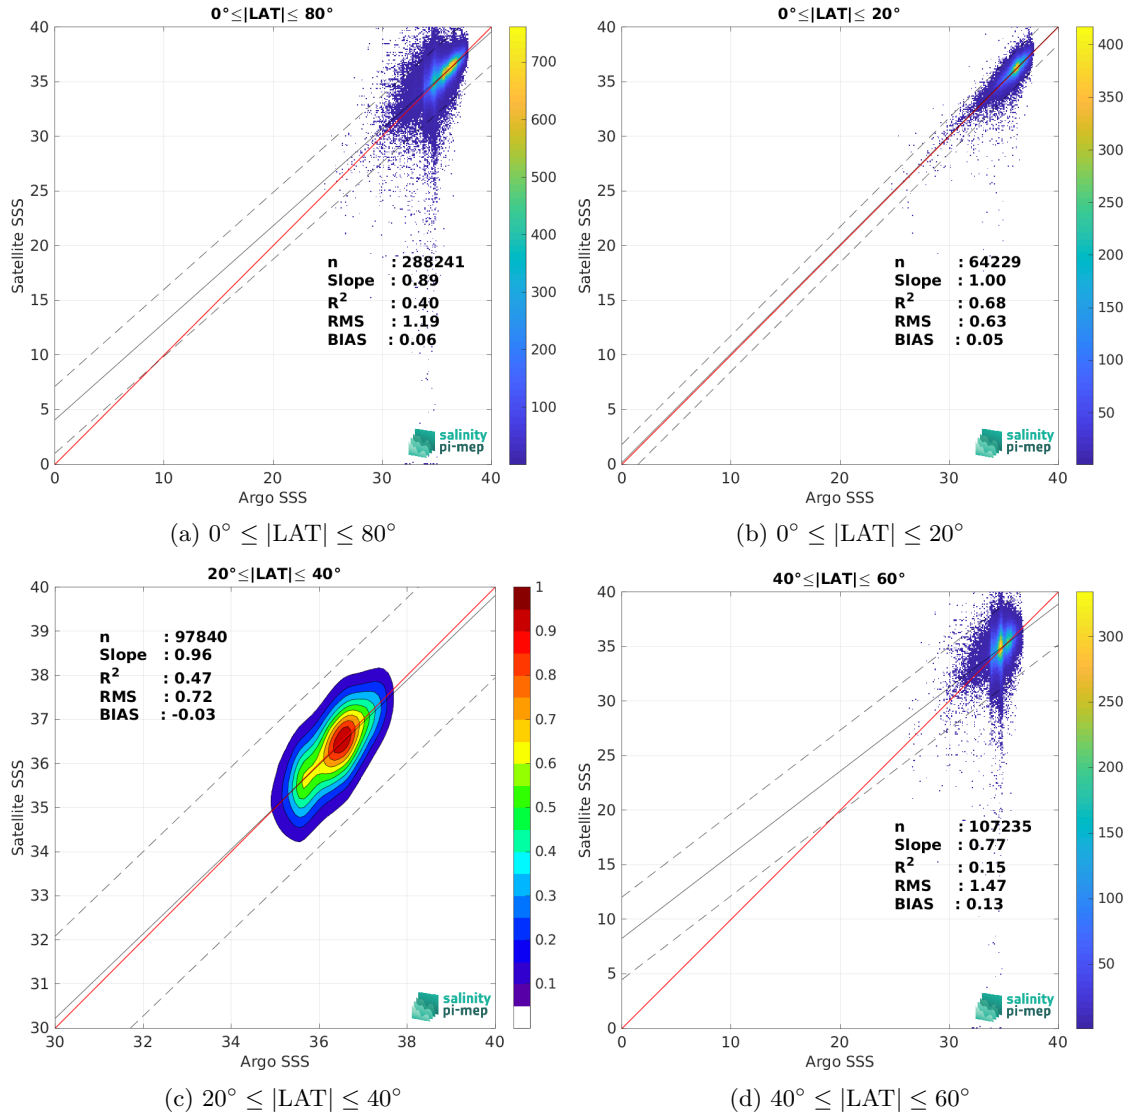 0°≤|LAT|≤ 80°
Satellite SSS
40
35
30
25
20
15
10
5
0
n : 288241
Slope : 0.89
R² : 0.40
RMS : 1.19
BIAS : 0.06
salinity
pi-mep
0 10 20 30 40
Argo SSS
700
600
500
400
300
200
100
(a) 0° ≤ |LAT| ≤ 80°
0°≤|LAT|≤ 20°
Satellite SSS
40
35
30
25
20
15
10
5
0
n : 64229
Slope : 1.00
R² : 0.68
RMS : 0.63
BIAS : 0.05
salinity
pi-mep
0 10 20 30 40
Argo SSS
400
350
300
250
200
150
100
50
(b) 0° ≤ |LAT| ≤ 20°
20°≤|LAT|≤ 40°
Satellite SSS
40
39
38
37
36
35
34
33
32
31
30
n : 97840
Slope : 0.96
R² : 0.47
RMS : 0.72
BIAS : -0.03
salinity
pi-mep
30 32 34 36 38 40
Argo SSS
1
0.9
0.8
0.7
0.6
0.5
0.4
0.3
0.2
0.1
(c) 20° ≤ |LAT| ≤ 40°
40°≤|LAT|≤ 60°
Satellite SSS
40
35
30
25
20
15
10
5
0
n : 107235
Slope : 0.77
R² : 0.15
RMS : 1.47
BIAS : 0.13
salinity
pi-mep
0 10 20 30 40
Argo SSS
300
250
200
150
100
50
(d) 40° ≤ |LAT| ≤ 60°